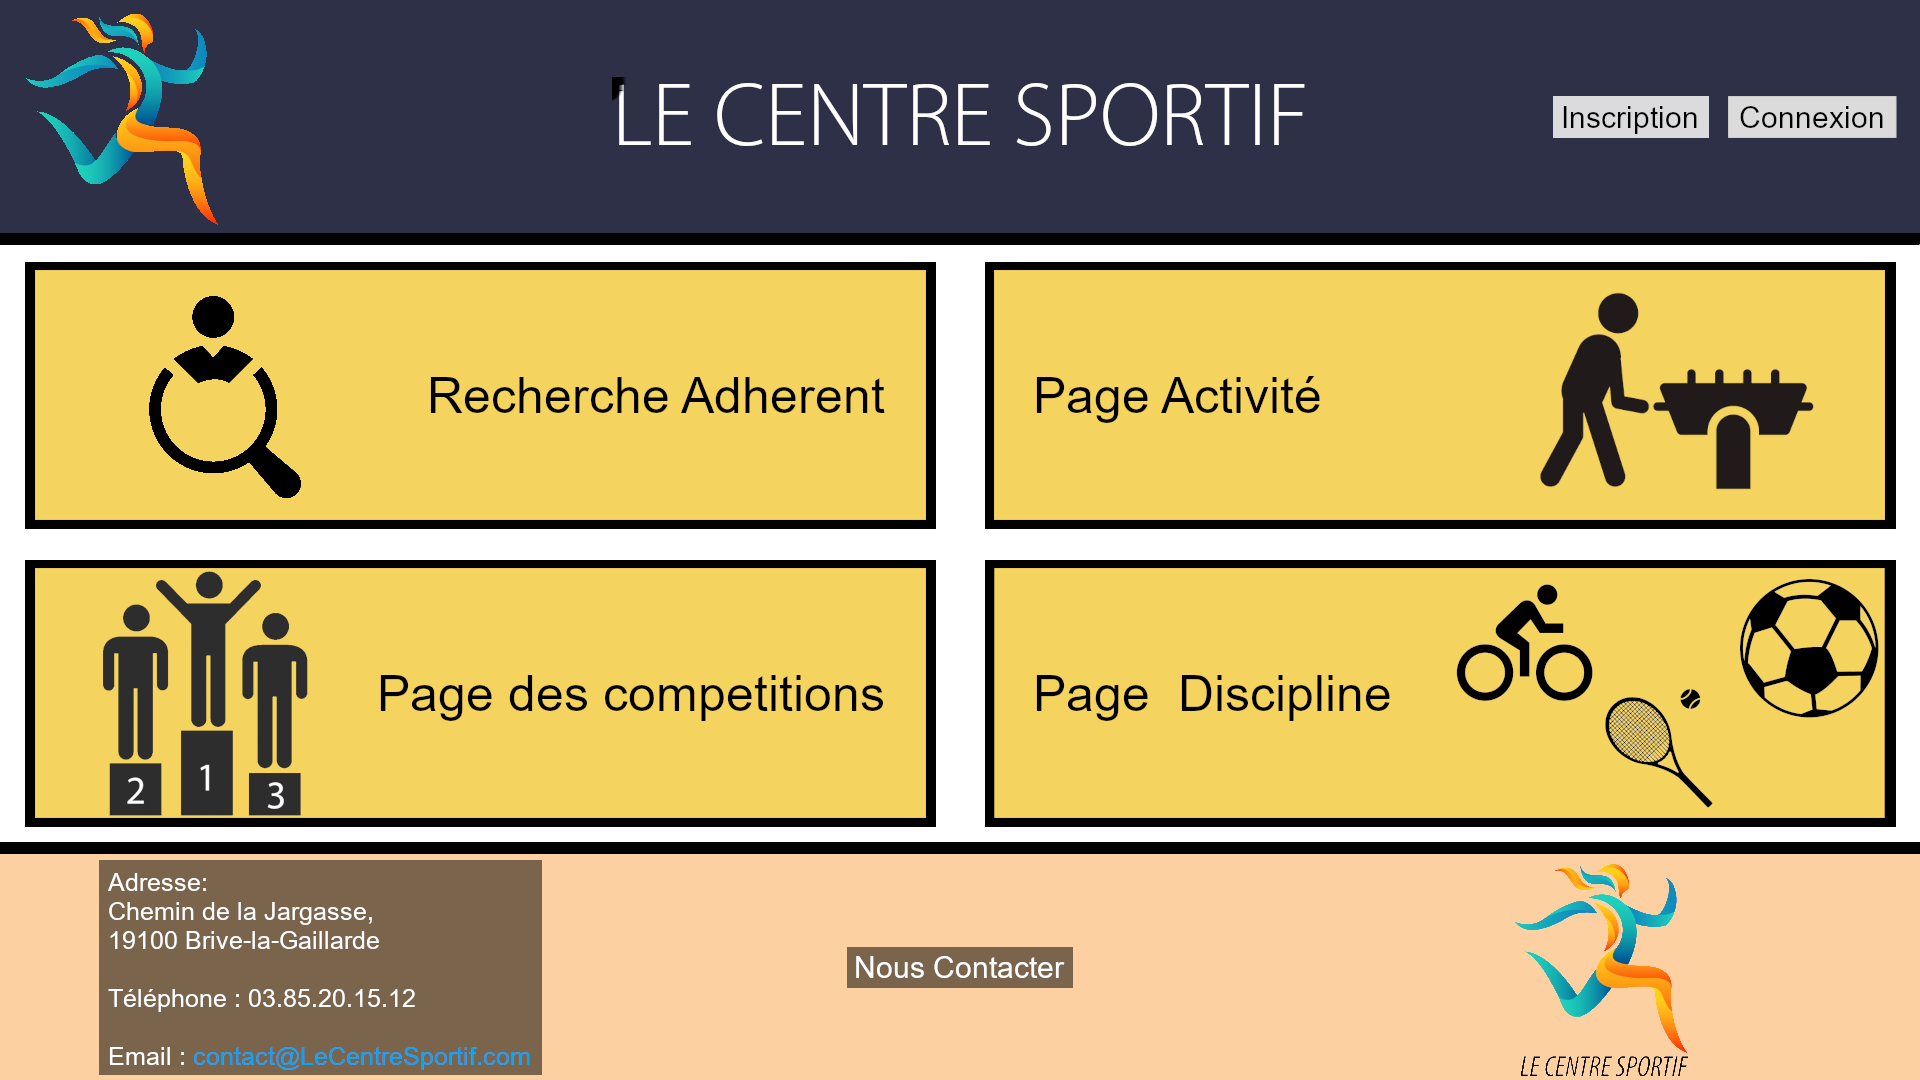 LE CENTRE SPORTIF
Inscription
Connexion
Recherche Adherent
Page Activité
Page des competitions
2
1
3
Page  Discipline
Adresse:
Chemin de la Jargasse,
19100 Brive-la-Gaillarde
Téléphone : 03.85.20.15.12
Email : contact@LeCentreSportif.com
Nous Contacter
LE CENTRE SPORTIF